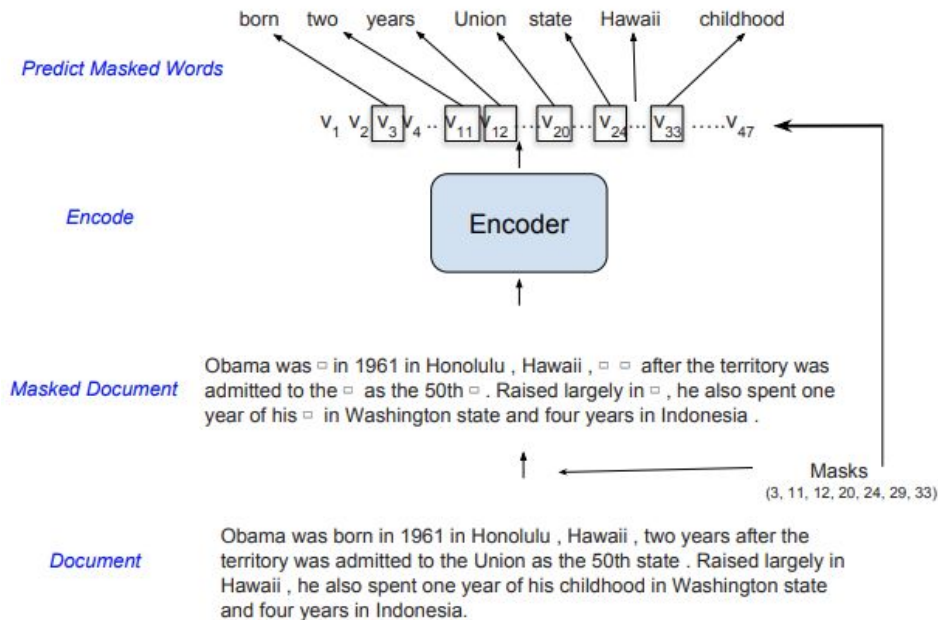 born two years Union state Hawaii childhood
Predict Masked Words
v1 v2 v3 v4 .. v11 v12 .... v20 ... v24 ... v33 ..... v47
Encode
Encoder
Masked Document
Obama was □ in 1961 in Honolulu , Hawaii , □ □ after the territory was
admitted to the □ as the 50th □ . Raised largely in □ , he also spent one
year of his □ in Washington state and four years in Indonesia .
Masks
(3, 11, 12, 20, 24, 29, 33)
Document
Obama was born in 1961 in Honolulu , Hawaii , two years after the
territory was admitted to the Union as the 50th state . Raised largely in
Hawaii , he also spent one year of his childhood in Washington state
and four years in Indonesia.